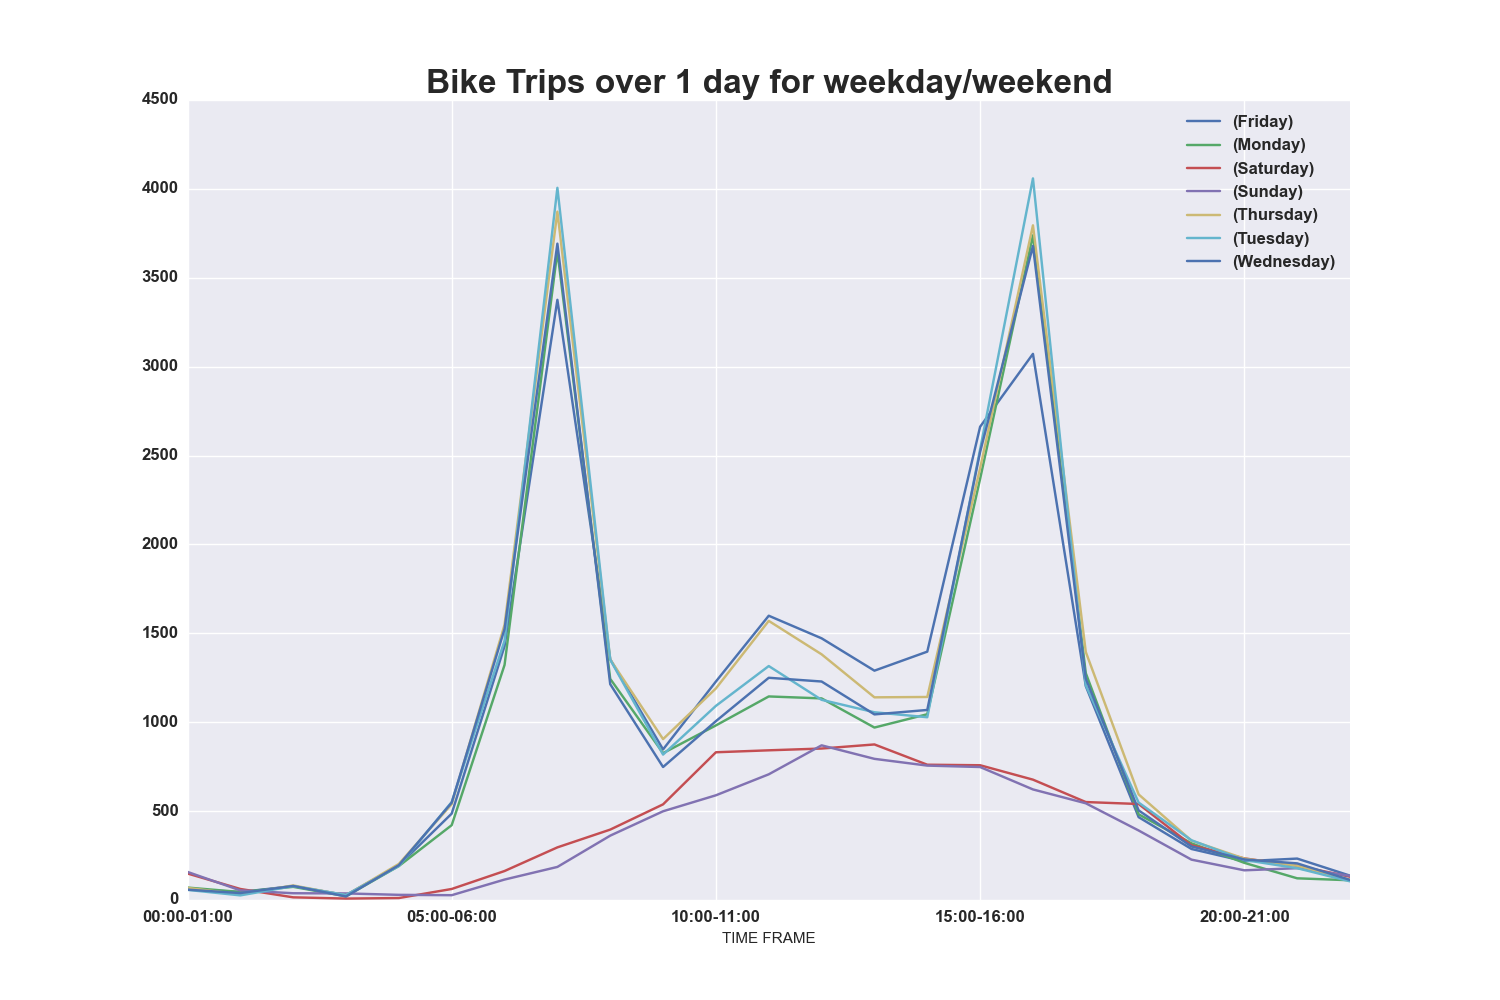 Bike Trips over 1 day for weekday/weekend
4500
4000
3500
3000
2500
2000
1500
1000
500
0
(Friday)
(Monday)
(Saturday)
(Sunday)
(Thursday)
(Tuesday)
(Wednesday)
00:00-01:00 05:00-06:00 10:00-11:00 15:00-16:00 20:00-21:00
TIME FRAME